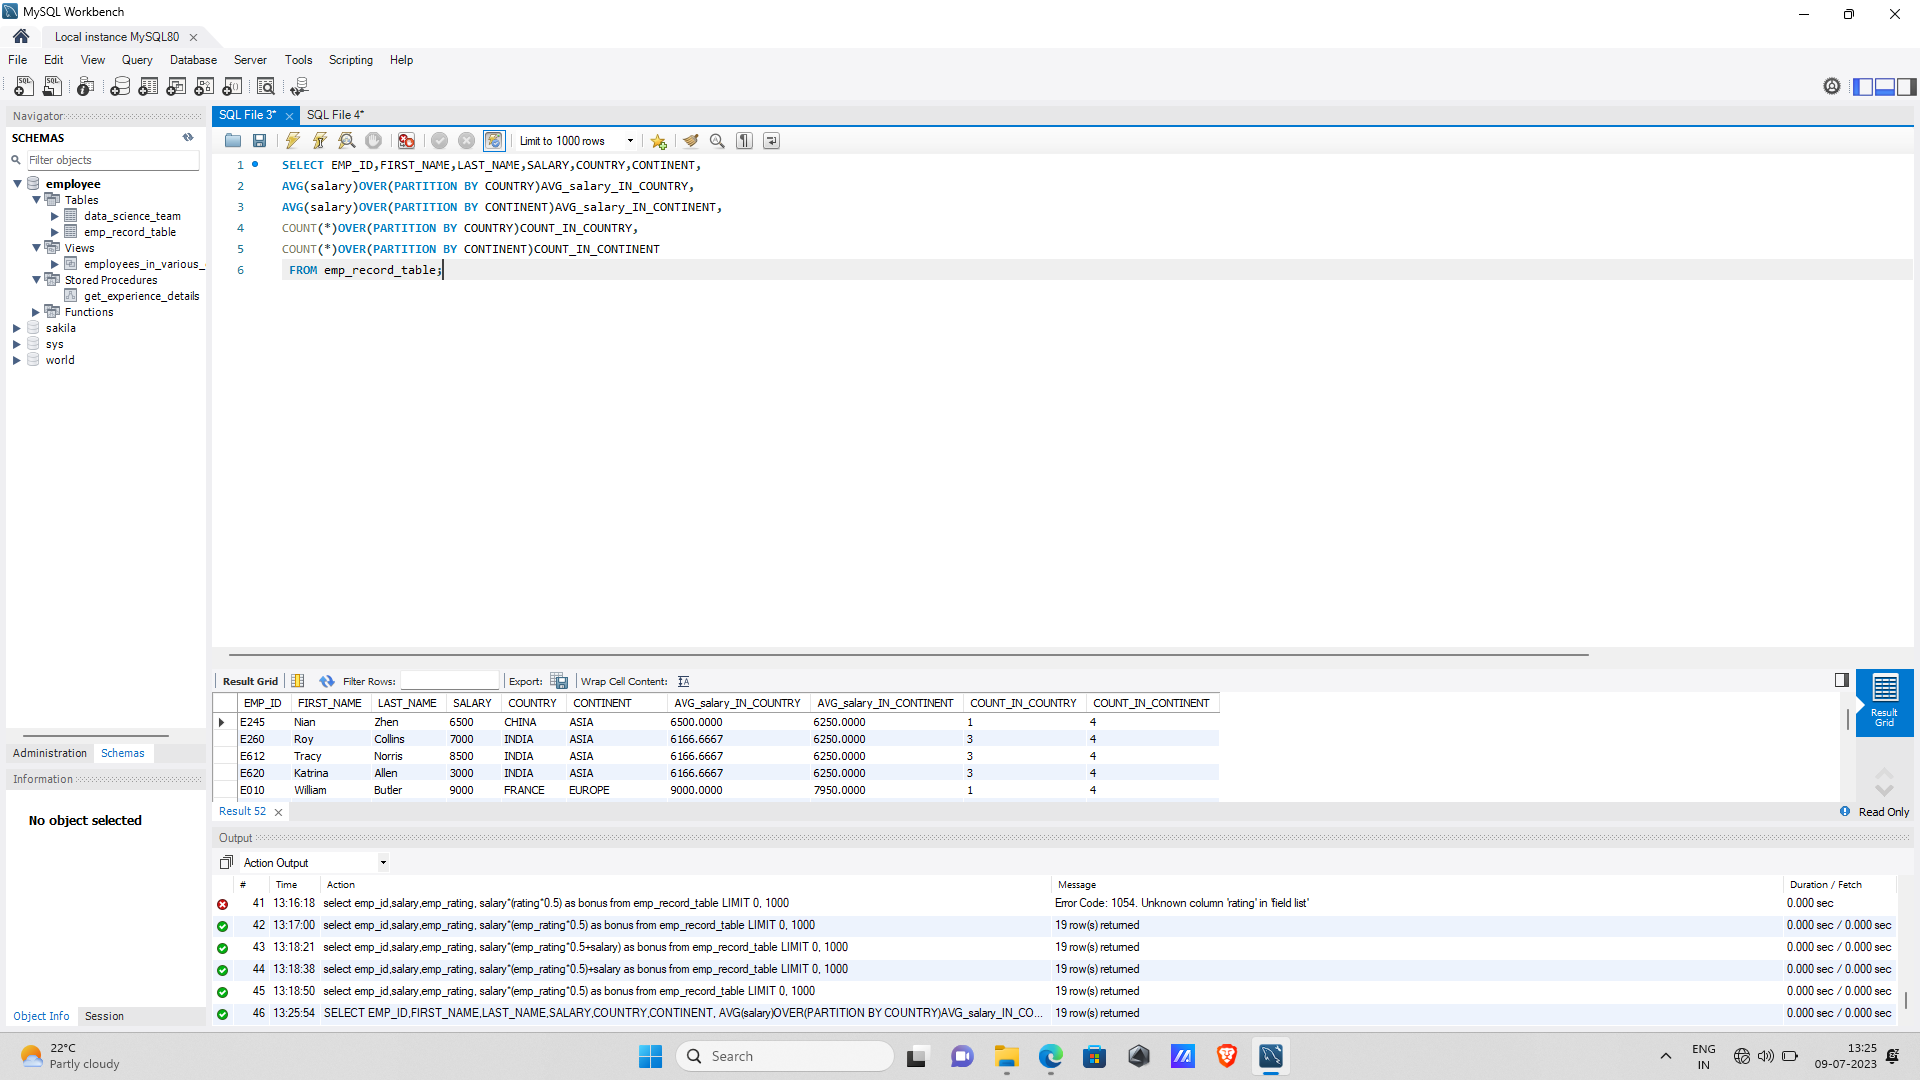 MySQL Workbench
Local instance MySQL80
File Edit View Query Database Server Tools Scripting Help
Navigator
SCHEMAS
Filter objects
employee
Tables
data_science_team
emp_record_table
Views
employees_in_various_
Stored Procedures
get_experience_details
Functions
sakila
sys
world
Administration Schemas
Information
No object selected
Object Info Session
SQL File 3* SQL File 4*
Limit to 1000 rows
1 SELECT EMP_ID,FIRST_NAME,LAST_NAME,SALARY,COUNTRY,CONTINENT,
2 AVG(salary)OVER(PARTITION BY COUNTRY)AVG_salary_IN_COUNTRY,
3 AVG(salary)OVER(PARTITION BY CONTINENT)AVG_salary_IN_CONTINENT,
4 COUNT(*)OVER(PARTITION BY COUNTRY)COUNT_IN_COUNTRY,
5 COUNT(*)OVER(PARTITION BY CONTINENT)COUNT_IN_CONTINENT
6 FROM emp_record_table;
Result Grid Filter Rows: Export: Wrap Cell Content:
EMP_ID FIRST_NAME LAST_NAME SALARY COUNTRY CONTINENT AVG_salary_IN_COUNTRY AVG_salary_IN_CONTINENT COUNT_IN_COUNTRY COUNT_IN_CONTINENT
E245 Nian Zhen 6500 CHINA ASIA 6500.0000 6250.0000 1 4
E260 Roy Collins 7000 INDIA ASIA 6166.6667 6250.0000 3 4
E612 Tracy Norris 8500 INDIA ASIA 6166.6667 6250.0000 3 4
E620 Katrina Allen 3000 INDIA ASIA 6166.6667 6250.0000 3 4
E010 William Butler 9000 FRANCE EUROPE 9000.0000 7950.0000 1 4
Result Grid
Result 52
Read Only
Output
Action Output
# Time Action Message Duration / Fetch
41 13:16:18 select emp_id,salary,emp_rating, salary*(rating*0.5) as bonus from emp_record_table LIMIT 0, 1000 Error Code: 1054. Unknown column 'rating' in 'field list' 0.000 sec
42 13:17:00 select emp_id,salary,emp_rating, salary*(emp_rating*0.5) as bonus from emp_record_table LIMIT 0, 1000 19 row(s) returned 0.000 sec / 0.000 sec
43 13:18:21 select emp_id,salary,emp_rating, salary*(emp_rating*0.5+salary) as bonus from emp_record_table LIMIT 0, 1000 19 row(s) returned 0.000 sec / 0.000 sec
44 13:18:38 select emp_id,salary,emp_rating, salary*(emp_rating*0.5)+salary as bonus from emp_record_table LIMIT 0, 1000 19 row(s) returned 0.000 sec / 0.000 sec
45 13:18:50 select emp_id,salary,emp_rating, salary*(emp_rating*0.5) as bonus from emp_record_table LIMIT 0, 1000 19 row(s) returned 0.000 sec / 0.000 sec
46 13:25:54 SELECT EMP_ID,FIRST_NAME,LAST_NAME,SALARY,COUNTRY,CONTINENT, AVG(salary)OVER(PARTITION BY COUNTRY)AVG_salary_IN_CO... 19 row(s) returned 0.000 sec / 0.000 sec
22°C
Partly cloudy
Search
ENG
IN
13:25
09-07-2023